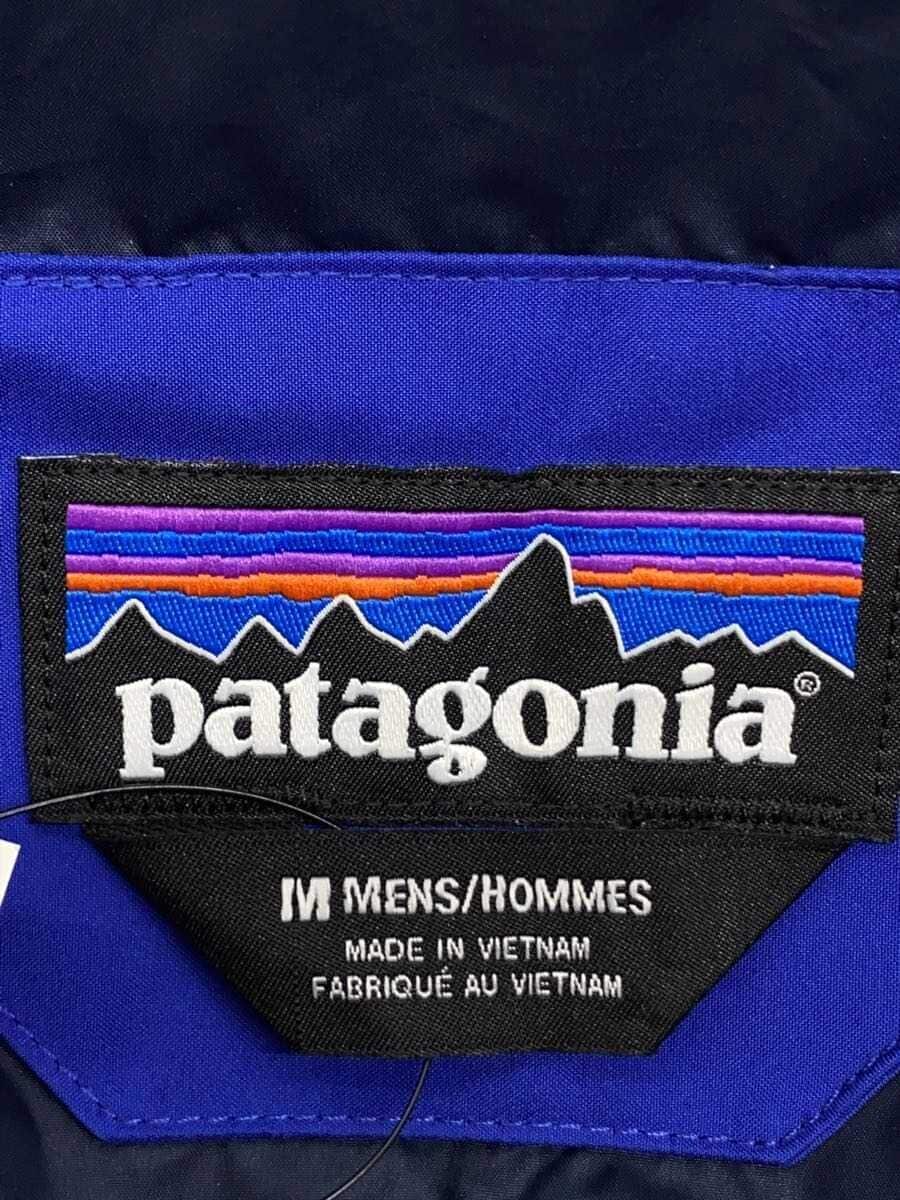 patagonia®
M MENS/HOMMES
MADE IN VIETNAM
FABRIQUÉ AU VIETNAM